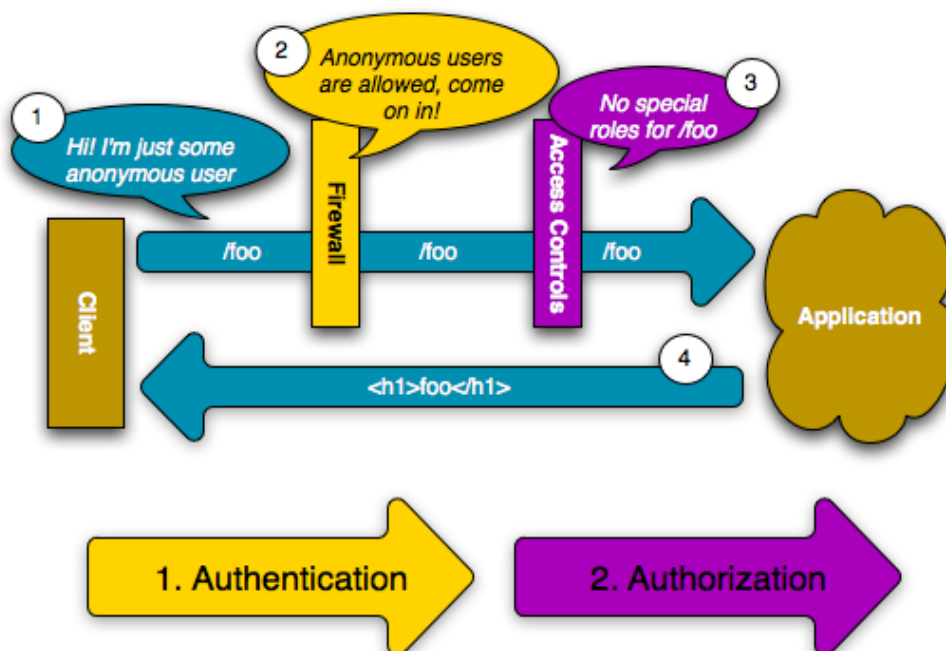 1
Hi! I'm just some
anonymous user
2
Anonymous users
are allowed, come
on in!
3
No special
roles for /foo
Client
/foo
Firewall
/foo
Access Controls
/foo
Application
4
<h1>foo</h1>
1. Authentication
2. Authorization